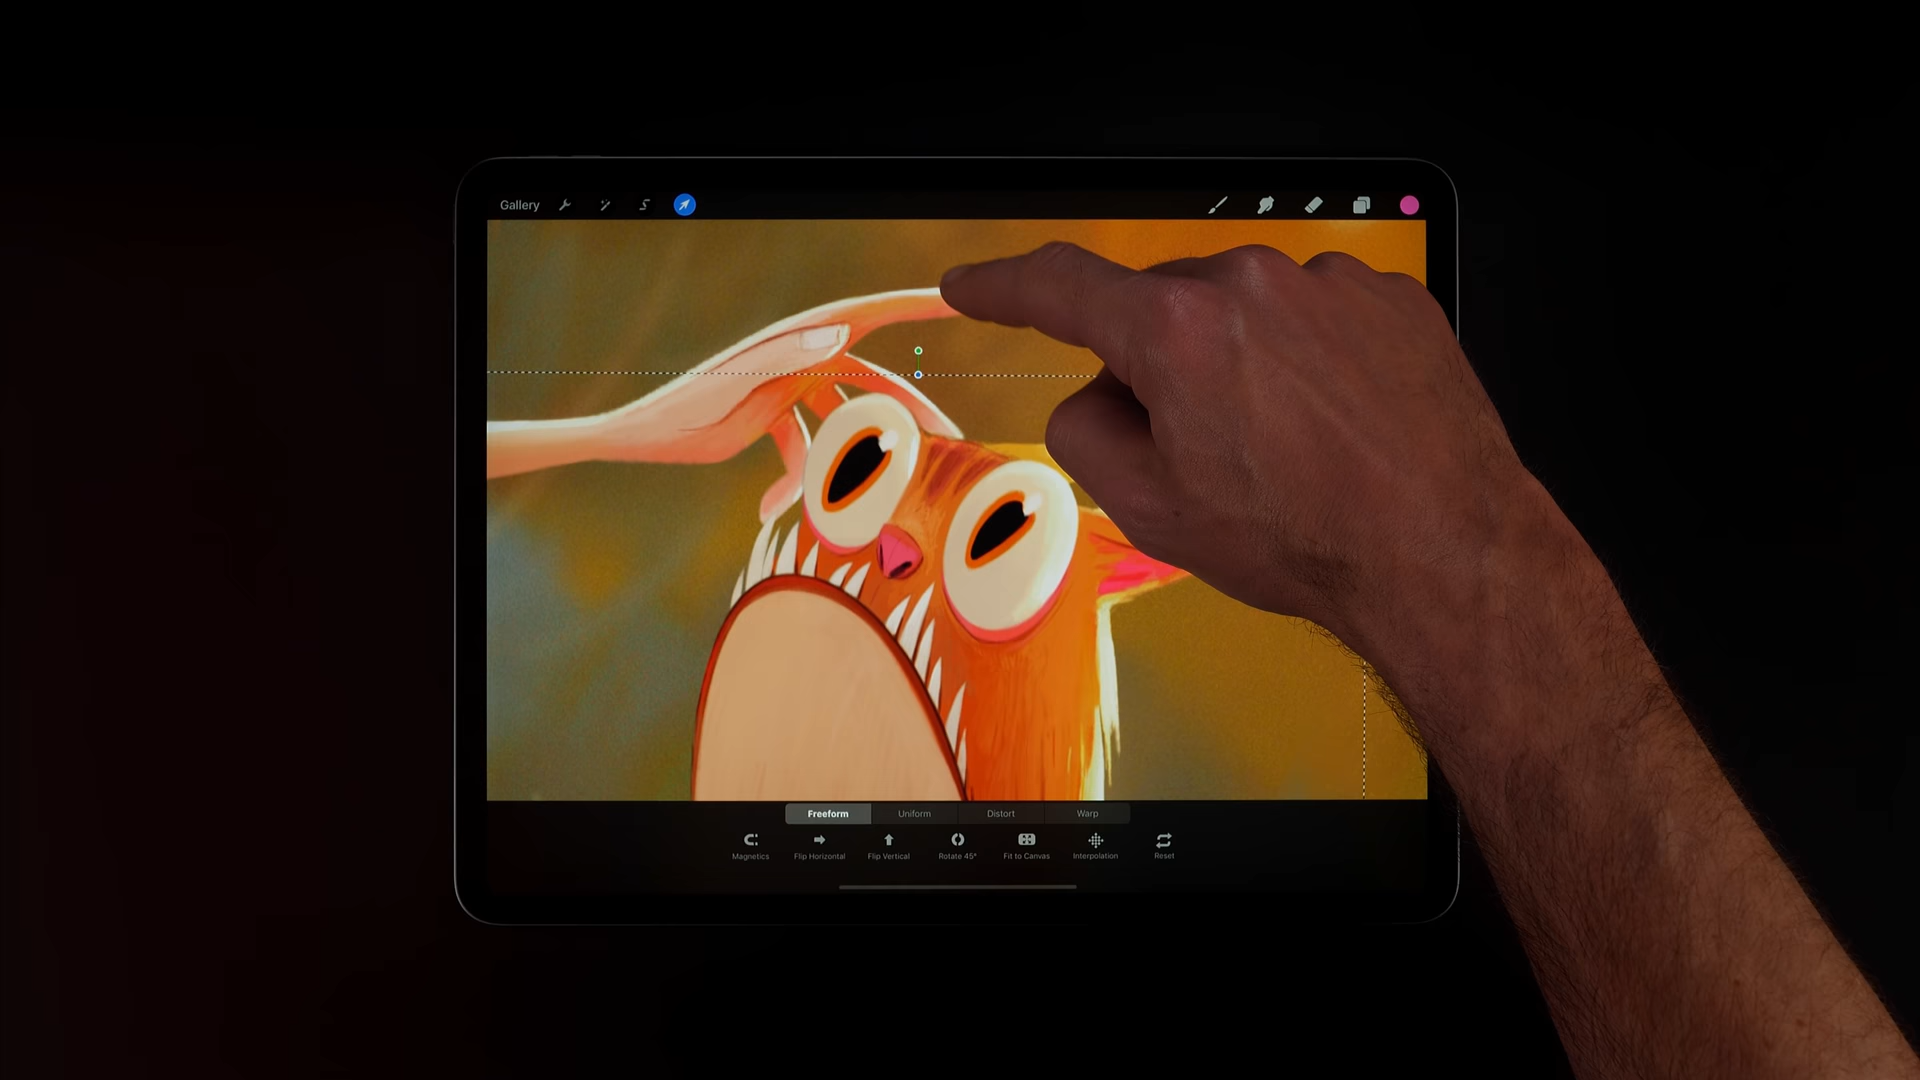 Gallery
Freeform Uniform Distort Warp
Magnetics Flip Horizontal Flip Vertical Rotate 45° Fit to Canvas Interpolation Reset